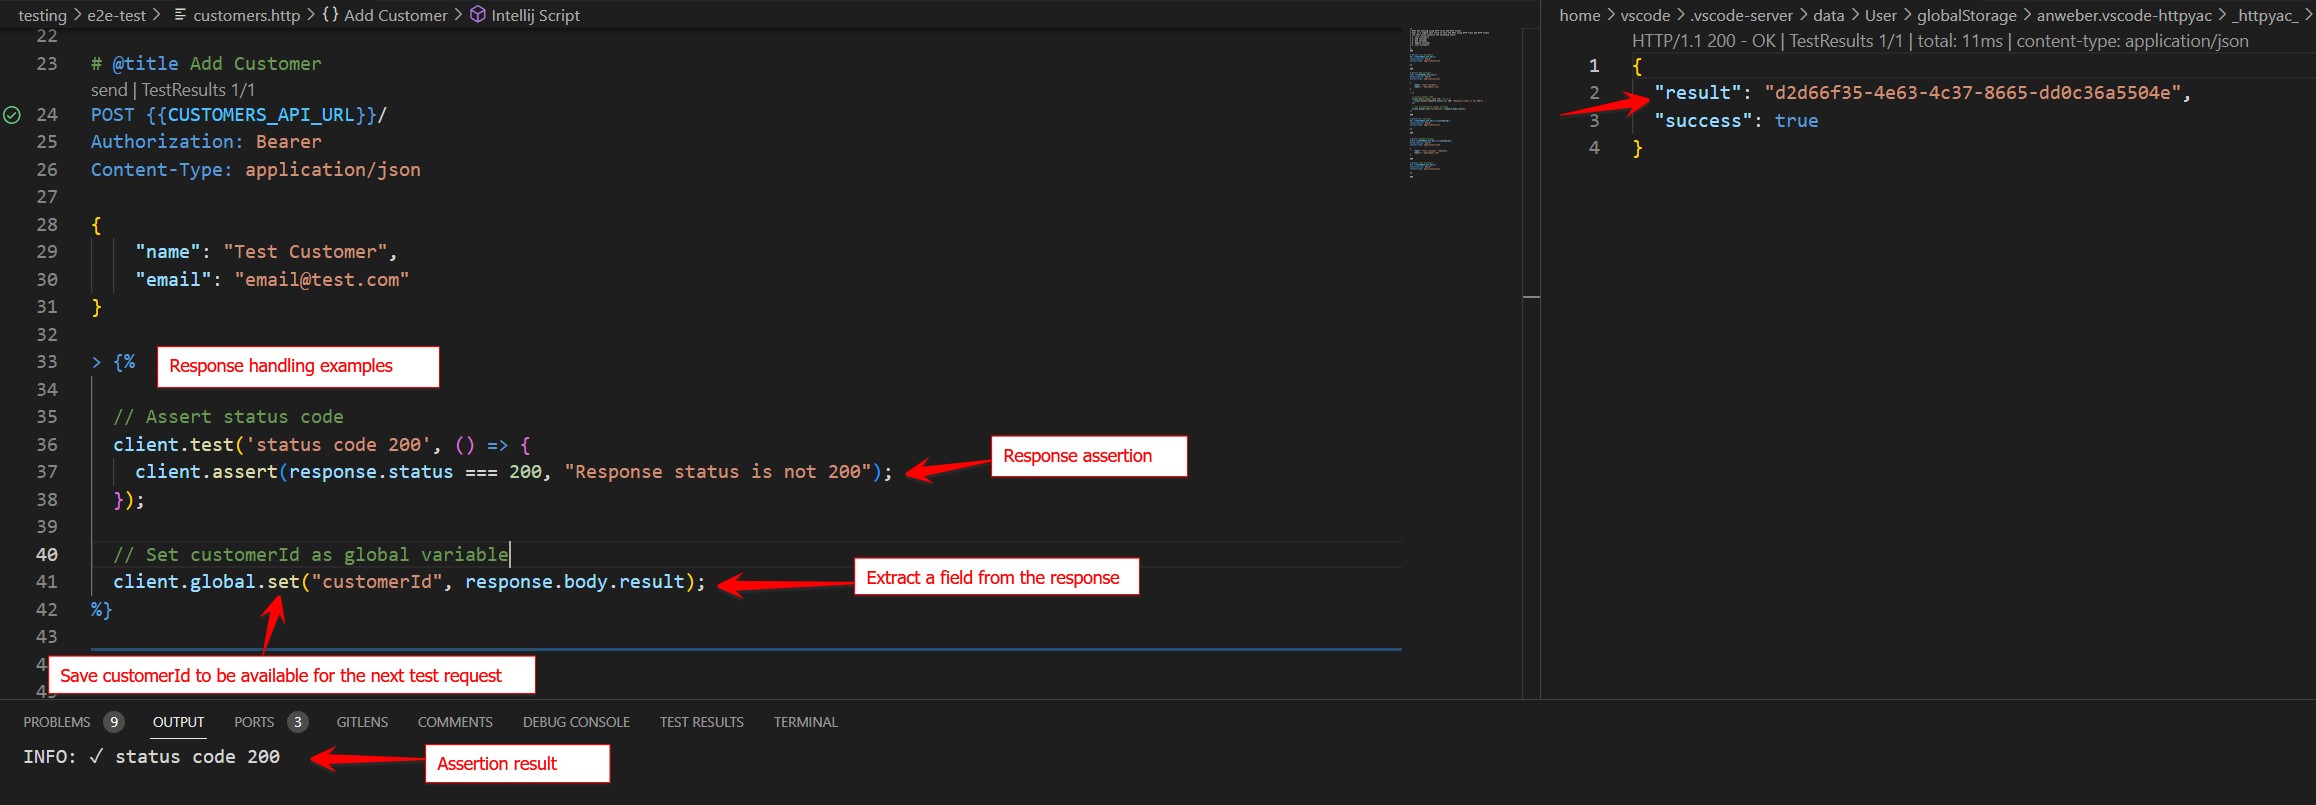 testing > e2e-test > customers.http > {} Add Customer > Intellij Script
22
23 # @title Add Customer
send | TestResults 1/1
24 POST {{CUSTOMERS_API_URL}}/
25 Authorization: Bearer
26 Content-Type: application/json
27
28 {
29 "name": "Test Customer",
30 "email": "email@test.com"
31 }
32
33 > {%
Response handling examples
34
35 // Assert status code
36 client.test('status code 200', () => {
37 client.assert(response.status === 200, "Response status is not 200");
Response assertion
38 });
39
40 // Set customerId as global variable
41 client.global.set("customerId", response.body.result);
Extract a field from the response
42 %}
43
Save customerId to be available for the next test request
home > vscode > .vscode-server > data > User > globalStorage > anweber.vscode-httpyac > _httpyac_ >
HTTP/1.1 200 - OK | TestResults 1/1 | total: 11ms | content-type: application/json
1 {
2 "result": "d2d66f35-4e63-4c37-8665-dd0c36a5504e",
3 "success": true
4 }
PROBLEMS 9 OUTPUT PORTS 3 GITLENS COMMENTS DEBUG CONSOLE TEST RESULTS TERMINAL
INFO: ✓ status code 200
Assertion result